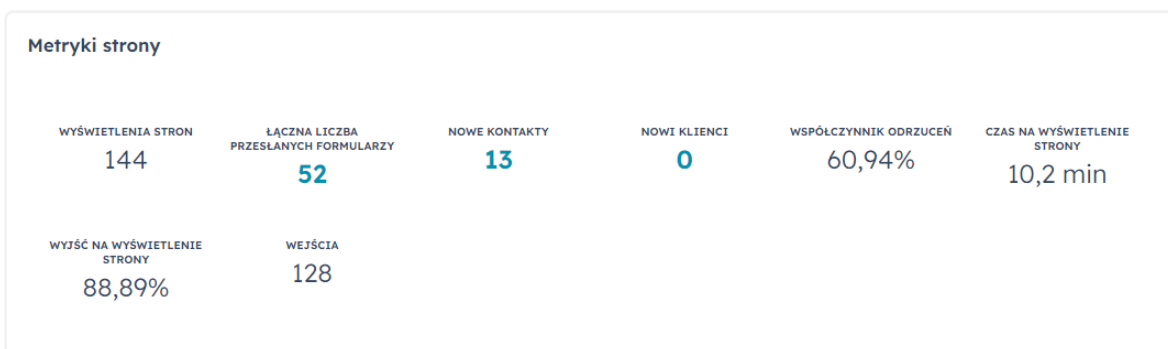 Metryki strony
WYŚWIETLENIA STRON
144
ŁĄCZNA LICZBA
PRZESŁANYCH FORMULARZY
52
NOWE KONTAKTY
13
NOWI KLIENCI
0
WSPÓŁCZYNNIK ODRZUCEŃ
60,94%
CZAS NA WYŚWIETLENIE
STRONY
10,2 min
WYJŚĆ NA WYŚWIETLENIE
STRONY
88,89%
WEJŚCIA
128